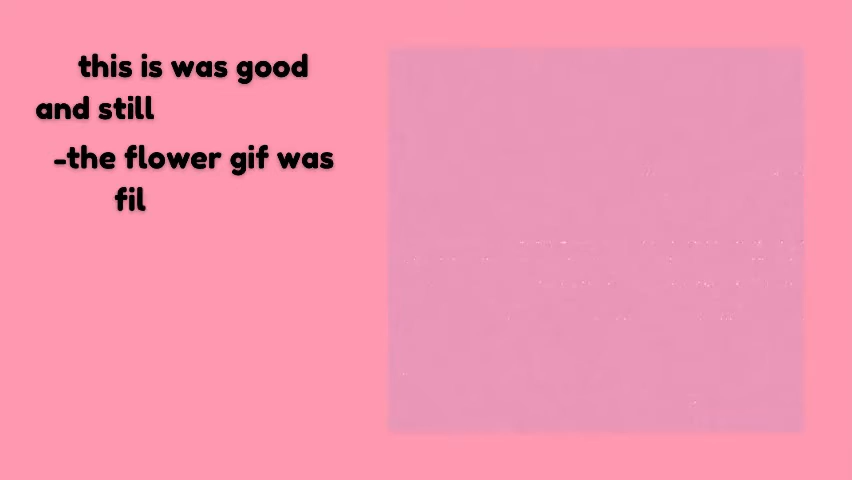 this is was good
and still
-the flower gif was
fil